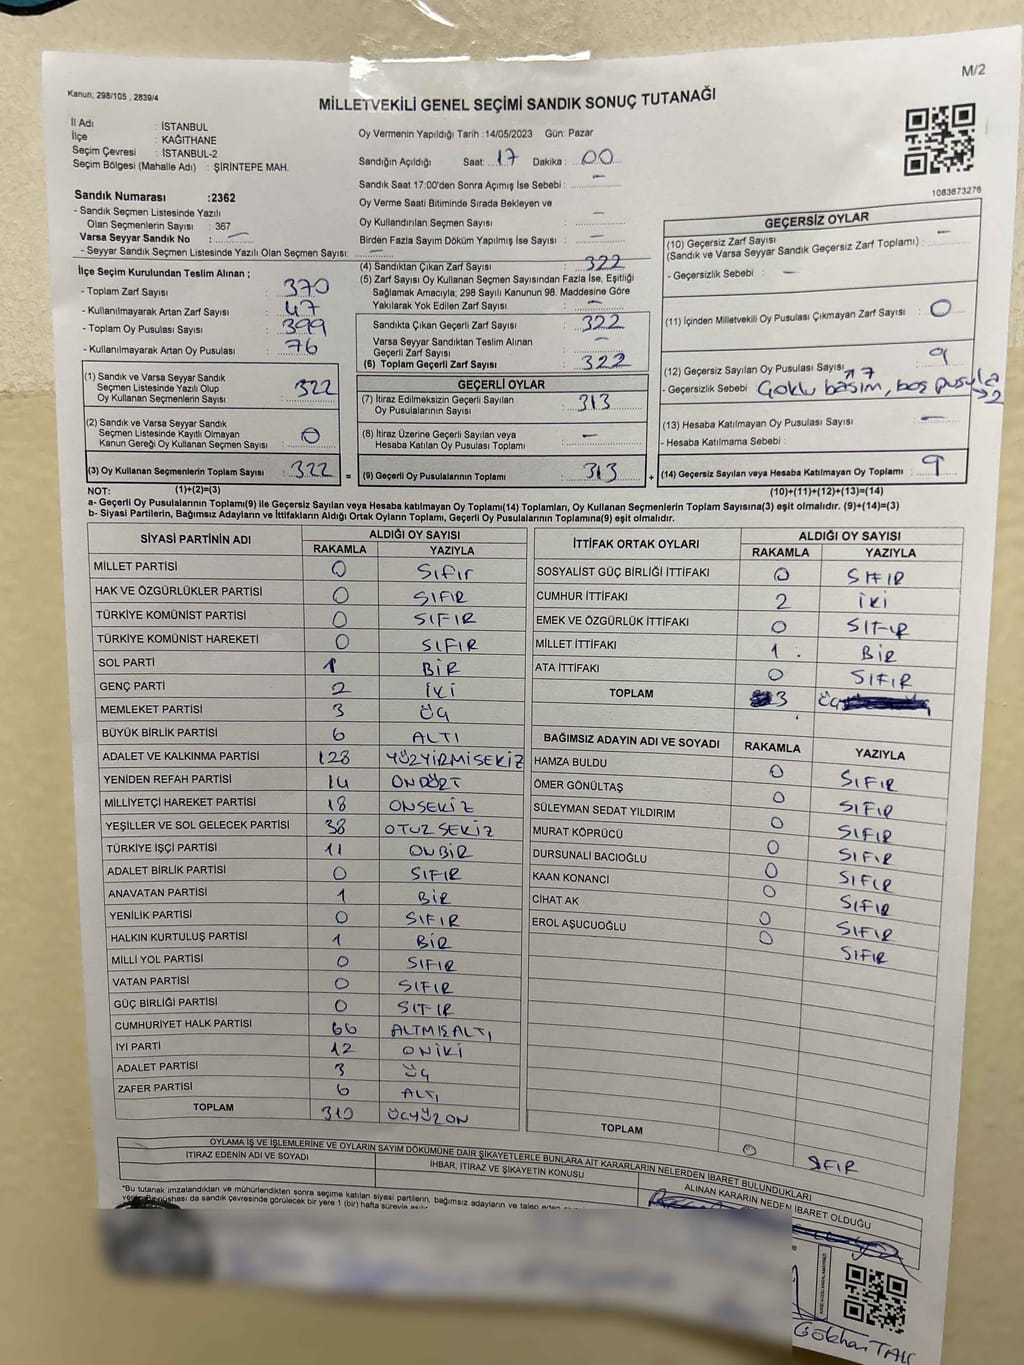 M/2
Kanun; 298/105 , 2839/4
MİLLETVEKİLİ GENEL SEÇİMİ SANDIK SONUÇ TUTANAĞI
İl Adı : İSTANBUL
İlçe : KAĞITHANE
Seçim Çevresi : İSTANBUL-2
Seçim Bölgesi (Mahalle Adı) : ŞİRİNTEPE MAH.
Sandık Numarası :2362
- Sandık Seçmen Listesinde Yazılı
Olan Seçmenlerin Sayısı : 367
Varsa Seyyar Sandık No : —
- Seyyar Sandık Seçmen Listesinde Yazılı Olan Seçmen Sayısı: —
Oy Vermenin Yapıldığı Tarih :14/05/2023 Gün: Pazar
Sandığın Açıldığı Saat: 17 Dakika : 00
Sandık Saat 17:00'den Sonra Açımış İse Sebebi : —
Oy Verme Saati Bitiminde Sırada Bekleyen ve
Oy Kullandırılan Seçmen Sayısı : —
Birden Fazla Sayım Döküm Yapılmış İse Sayısı : —
1083873278
İlçe Seçim Kurulundan Teslim Alınan ;
- Toplam Zarf Sayısı : 370
- Kullanılmayarak Artan Zarf Sayısı : 47
- Toplam Oy Pusulası Sayısı : 399
- Kullanılmayarak Artan Oy Pusulası : 76
(1) Sandık ve Varsa Seyyar Sandık
Seçmen Listesinde Yazılı Olup
Oy Kullanan Seçmenlerin Sayısı : 322
(2) Sandık ve Varsa Seyyar Sandık
Seçmen Listesinde Kayıtlı Olmayan
Kanun Gereği Oy Kullanan Seçmen Sayısı : 0
(3) Oy Kullanan Seçmenlerin Toplam Sayısı : 322 =
(1)+(2)=(3)
(4) Sandıktan Çıkan Zarf Sayısı : 322
(5) Zarf Sayısı Oy Kullanan Seçmen Sayısından Fazla İse, Eşitliği
Sağlamak Amacıyla; 298 Sayılı Kanunun 98. Maddesine Göre
Yakılarak Yok Edilen Zarf Sayısı : —
Sandıkta Çıkan Geçerli Zarf Sayısı : 322
Varsa Seyyar Sandıktan Teslim Alınan
Geçerli Zarf Sayısı : —
(6) Toplam Geçerli Zarf Sayısı : 322
GEÇERLİ OYLAR
(7) İtiraz Edilmeksizin Geçerli Sayılan
Oy Pusulalarının Sayısı : 313
(8) İtiraz Üzerine Geçerli Sayılan veya
Hesaba Katılan Oy Pusulası Toplamı : —
(9) Geçerli Oy Pusulalarının Toplamı : 313 +
GEÇERSİZ OYLAR
(10) Geçersiz Zarf Sayısı
(Sandık ve Varsa Seyyar Sandık Geçersiz Zarf Toplamı) : —
- Geçersizlik Sebebi : —
(11) İçinden Milletvekili Oy Pusulası Çıkmayan Zarf Sayısı : 0
(12) Geçersiz Sayılan Oy Pusulası Sayısı : 9
- Geçersizlik Sebebi : Çoklu basım, boş pusula
→ 7
→ 2
(13) Hesaba Katılmayan Oy Pusulası Sayısı : —
- Hesaba Katılmama Sebebi :
(14) Geçersiz Sayılan veya Hesaba Katılmayan Oy Toplamı : 9
(10)+(11)+(12)+(13)=(14)
NOT:
a- Geçerli Oy Pusulalarının Toplamı(9) ile Geçersiz Sayılan veya Hesaba katılmayan Oy Toplamı(14) Toplamları, Oy Kullanan Seçmenlerin Toplam Sayısına(3) eşit olmalıdır. (9)+(14)=(3)
b- Siyasi Partilerin, Bağımsız Adayların ve İttifakların Aldığı Ortak Oyların Toplamı, Geçerli Oy Pusulalarının Toplamına(9) eşit olmalıdır.
SİYASİ PARTİNİN ADI ALDIĞI OY SAYISI
RAKAMLA YAZIYLA
MİLLET PARTİSİ 0 Sıfır
HAK VE ÖZGÜRLÜKLER PARTİSİ 0 SIFIR
TÜRKİYE KOMÜNİST PARTİSİ 0 SIFIR
TÜRKİYE KOMÜNİST HAREKETİ 0 SIFIR
SOL PARTİ 1 BİR
GENÇ PARTİ 2 İKİ
MEMLEKET PARTİSİ 3 ÜÇ
BÜYÜK BİRLİK PARTİSİ 6 ALTI
ADALET VE KALKINMA PARTİSİ 128 YÜZYİRMİSEKİZ
YENİDEN REFAH PARTİSİ 14 ONDÖRT
MİLLİYETÇİ HAREKET PARTİSİ 18 ONSEKİZ
YEŞİLLER VE SOL GELECEK PARTİSİ 38 OTUZ SEKİZ
TÜRKİYE İŞÇİ PARTİSİ 11 ONBİR
ADALET BİRLİK PARTİSİ 0 SIFIR
ANAVATAN PARTİSİ 1 BİR
YENİLİK PARTİSİ 0 SIFIR
HALKIN KURTULUŞ PARTİSİ 1 BİR
MİLLİ YOL PARTİSİ 0 SIFIR
VATAN PARTİSİ 0 SIFIR
GÜÇ BİRLİĞİ PARTİSİ 0 SIFIR
CUMHURİYET HALK PARTİSİ 66 ALTMIŞALTI
İYİ PARTİ 12 ONİKİ
ADALET PARTİSİ 3 ÜÇ
ZAFER PARTİSİ 6 ALTI
TOPLAM 310 ÜÇYÜZON
İTTİFAK ORTAK OYLARI ALDIĞI OY SAYISI
RAKAMLA YAZIYLA
SOSYALİST GÜÇ BİRLİĞİ İTTİFAKI 0 SIFIR
CUMHUR İTTİFAKI 2 İKİ
EMEK VE ÖZGÜRLÜK İTTİFAKI 0 SIFIR
MİLLET İTTİFAKI 1 BİR
ATA İTTİFAKI 0 SIFIR
TOPLAM 3 ÜÇ
BAĞIMSIZ ADAYIN ADI VE SOYADI RAKAMLA YAZIYLA
HAMZA BULDU 0 SIFIR
ÖMER GÖNÜLTAŞ 0 SIFIR
SÜLEYMAN SEDAT YILDIRIM 0 SIFIR
MURAT KÖPRÜCÜ 0 SIFIR
DURSUNALİ BACIOĞLU 0 SIFIR
KAAN KONANCI 0 SIFIR
CİHAT AK 0 SIFIR
EROL AŞUCUOĞLU 0 SIFIR
TOPLAM 0 SIFIR
OYLAMA İŞ VE İŞLEMLERİNE VE OYLARIN SAYIM DÖKÜMÜNE DAİR ŞİKAYETLERLE BUNLARA AİT KARARLARIN NELERDEN İBARET BULUNDUKLARI
İTİRAZ EDENİN ADI VE SOYADI İHBAR, İTİRAZ VE ŞİKAYETİN KONUSU ALINAN KARARIN NEDEN İBARET OLDUĞU
"Bu tutanak imzalandıktan ve mühürlendikten sonra seçime katılan siyasi partilerin, bağımsız adayların ve talep eden
Gökhan